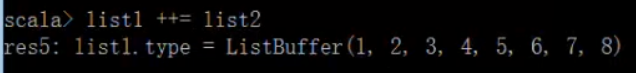 scala> list1 ++= list2
res5: list1.type = ListBuffer(1, 2, 3, 4, 5, 6, 7, 8)